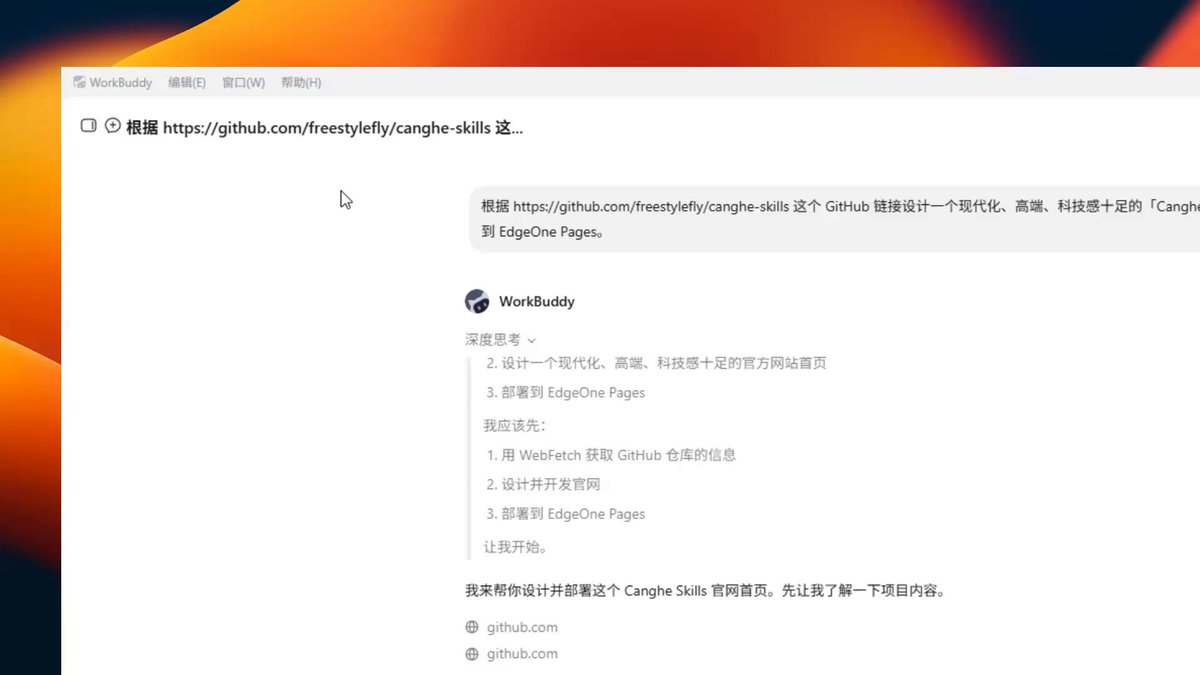 WorkBuddy 编辑(E) 窗口(W) 帮助(H)
根据 https://github.com/freestylefly/canghe-skills 这...
根据 https://github.com/freestylefly/canghe-skills 这个 GitHub 链接设计一个现代化、高端、科技感十足的「Canghe
到 EdgeOne Pages。
WorkBuddy
深度思考
2. 设计一个现代化、高端、科技感十足的官方网站首页
3. 部署到 EdgeOne Pages
我应该先：
1. 用 WebFetch 获取 GitHub 仓库的信息
2. 设计并开发官网
3. 部署到 EdgeOne Pages
让我开始。
我来帮你设计并部署这个 Canghe Skills 官网首页。先让我了解一下项目内容。
github.com
github.com